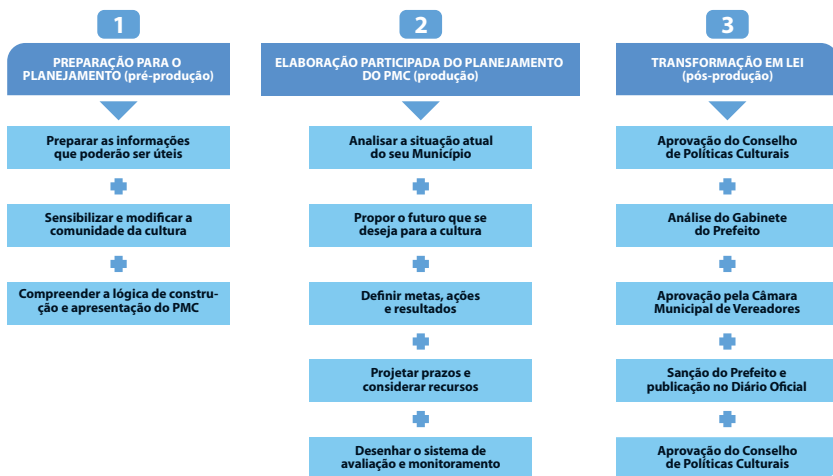 1
PREPARAÇÃO PARA O
PLANEJAMENTO (pré-produção)
Preparar as informações
que poderão ser úteis
Sensibilizar e modificar a
comunidade da cultura
Compreender a lógica de constru-
ção e apresentação do PMC
2
ELABORAÇÃO PARTICIPADA DO PLANEJAMENTO
DO PMC (produção)
Analisar a situação atual
do seu Município
Propor o futuro que se
deseja para a cultura
Definir metas, ações
e resultados
Projetar prazos e
considerar recursos
Desenhar o sistema de
avaliação e monitoramento
3
TRANSFORMAÇÃO EM LEI
(pós-produção)
Aprovação do Conselho
de Políticas Culturais
Análise do Gabinete
do Prefeito
Aprovação pela Câmara
Municipal de Vereadores
Sanção do Prefeito e
publicação no Diário Oficial
Aprovação do Conselho
de Políticas Culturais